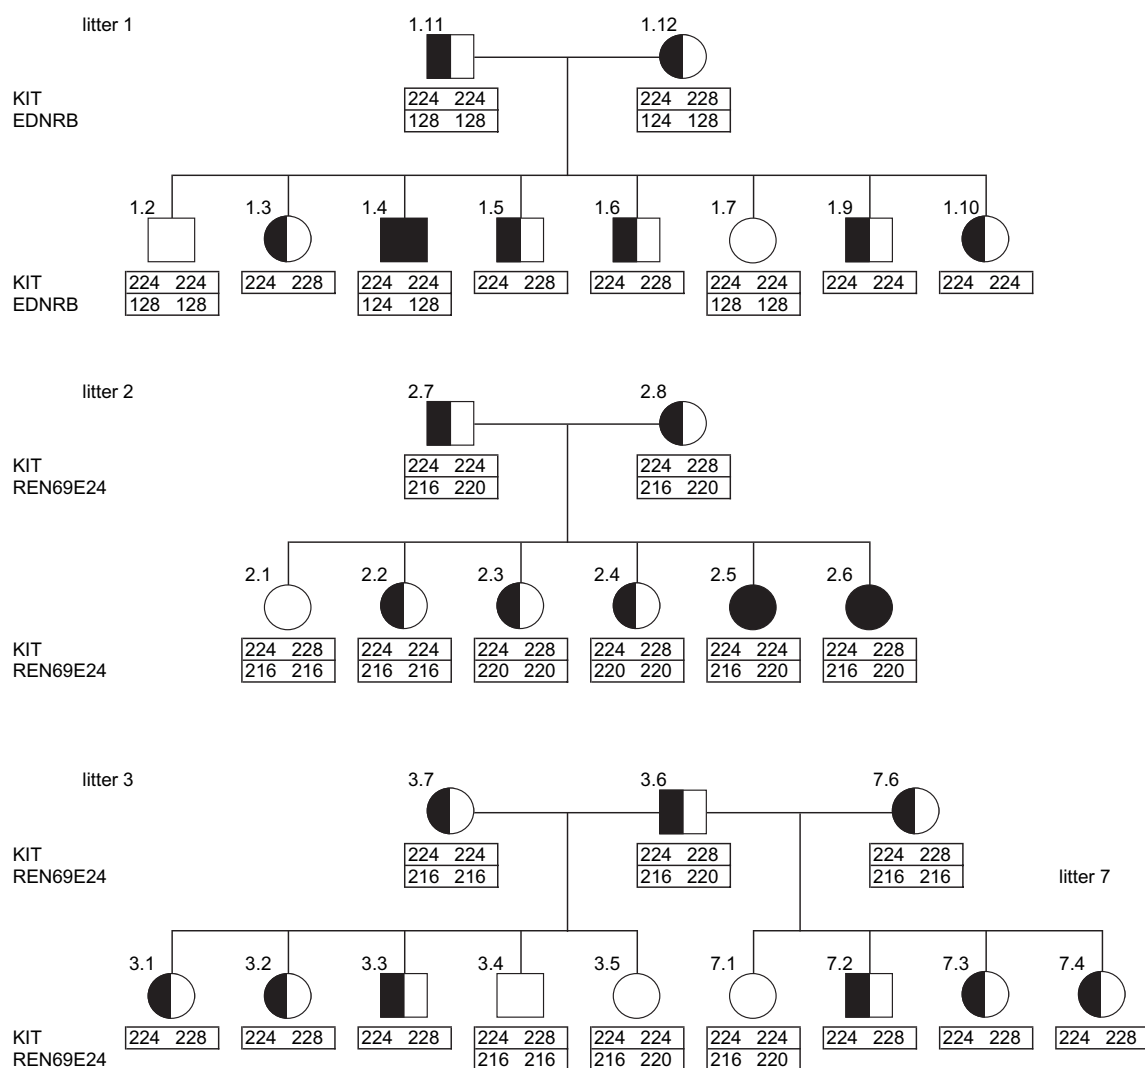 litter 1
1.11 1.12
KIT 224 224 224 228
EDNRB 128 128 124 128
1.2 1.3 1.4 1.5 1.6 1.7 1.9 1.10
KIT 224 224 224 228 224 224 224 228 224 228 224 224 224 224 224 224
EDNRB 128 128 124 128 128 128
litter 2
2.7 2.8
KIT 224 224 224 228
REN69E24 216 220 216 220
2.1 2.2 2.3 2.4 2.5 2.6
KIT 224 228 224 224 224 228 224 228 224 224 224 228
REN69E24 216 216 216 216 220 220 220 220 216 220 216 220
litter 3
3.7 3.6 7.6
KIT 224 224 224 228 224 228
REN69E24 216 216 216 220 216 216 litter 7
3.1 3.2 3.3 3.4 3.5 7.1 7.2 7.3 7.4
KIT 224 228 224 228 224 228 224 228 224 224 224 224 224 228 224 228 224 228
REN69E24 216 216 216 220 216 220